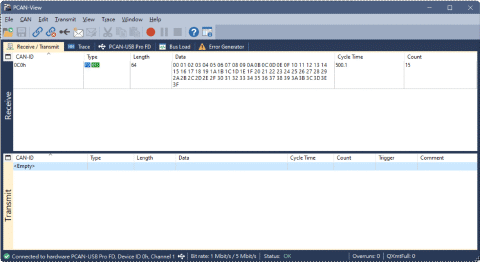 PCAN-View
File CAN Edit Transmit View Trace Window Help
Receive / Transmit Trace PCAN-USB Pro FD Bus Load Error Generator
CAN-ID Type Length Data Cycle Time Count
0C0h 64 00 01 02 03 04 05 06 07 08 09 0A 0B 0C 0D 0E 0F 10 11 12 13 14 500.1 15
15 16 17 18 19 1A 1B 1C 1D 1E 1F 20 21 22 23 24 25 26 27 28 29
2A 2B 2C 2D 2E 2F 30 31 32 33 34 35 36 37 38 39 3A 3B 3C 3D 3E
3F
Receive
CAN-ID Type Length Data Cycle Time Count Trigger Comment
<Empty>
Transmit
Connected to hardware PCAN-USB Pro FD, Device ID 0h, Channel 1 Bit rate: 1 Mbit/s / 5 Mbit/s Status: OK Overruns: 0 QXmtFull: 0